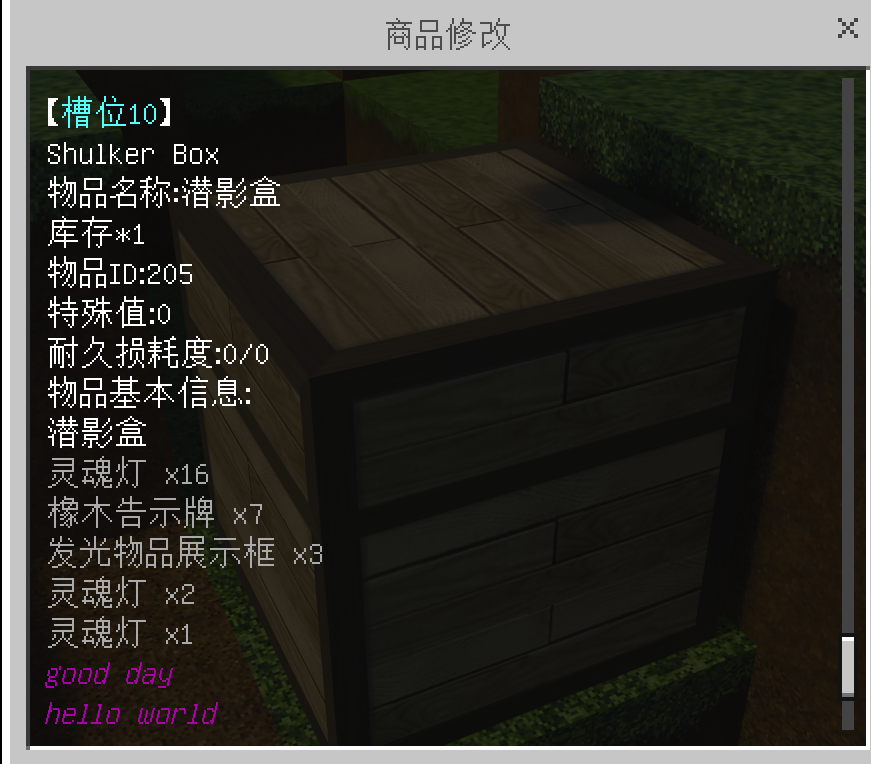 商品修改
【槽位10】
Shulker Box
物品名称:潜影盒
库存*1
物品ID:205
特殊值:0
耐久损耗度:0/0
物品基本信息:
潜影盒
灵魂灯 x16
橡木告示牌 x7
发光物品展示框 x3
灵魂灯 x2
灵魂灯 x1
good day
hello world